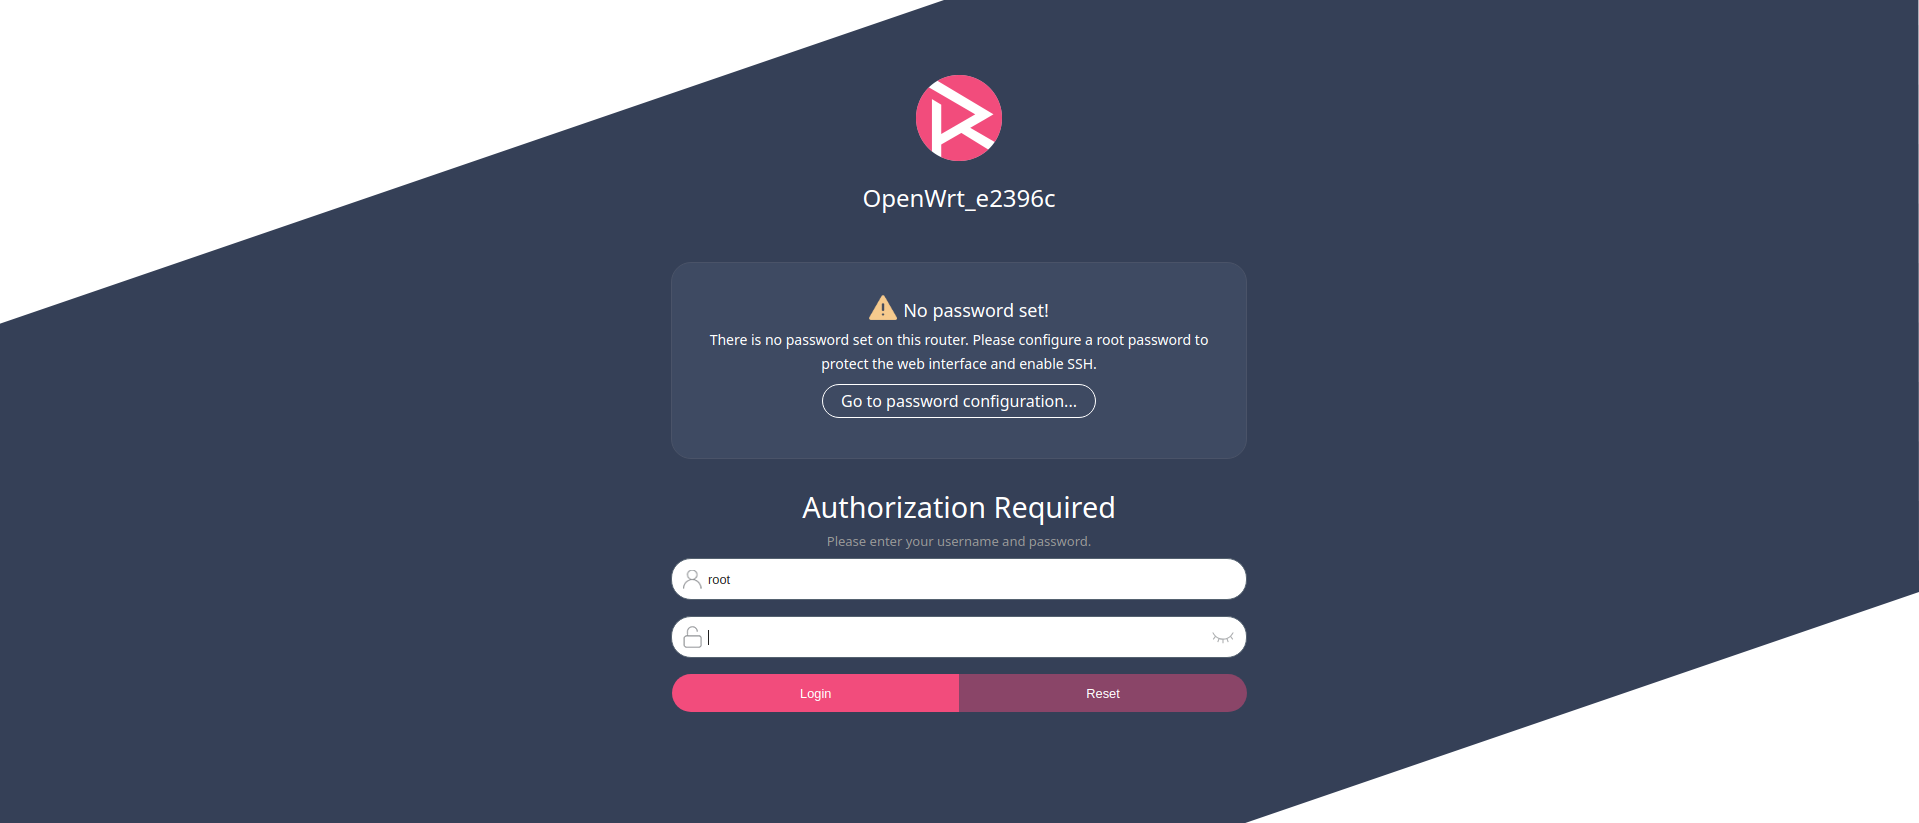 OpenWrt_e2396c
No password set!
There is no password set on this router. Please configure a root password to
protect the web interface and enable SSH.
Go to password configuration...
Authorization Required
Please enter your username and password.
root
Login
Reset